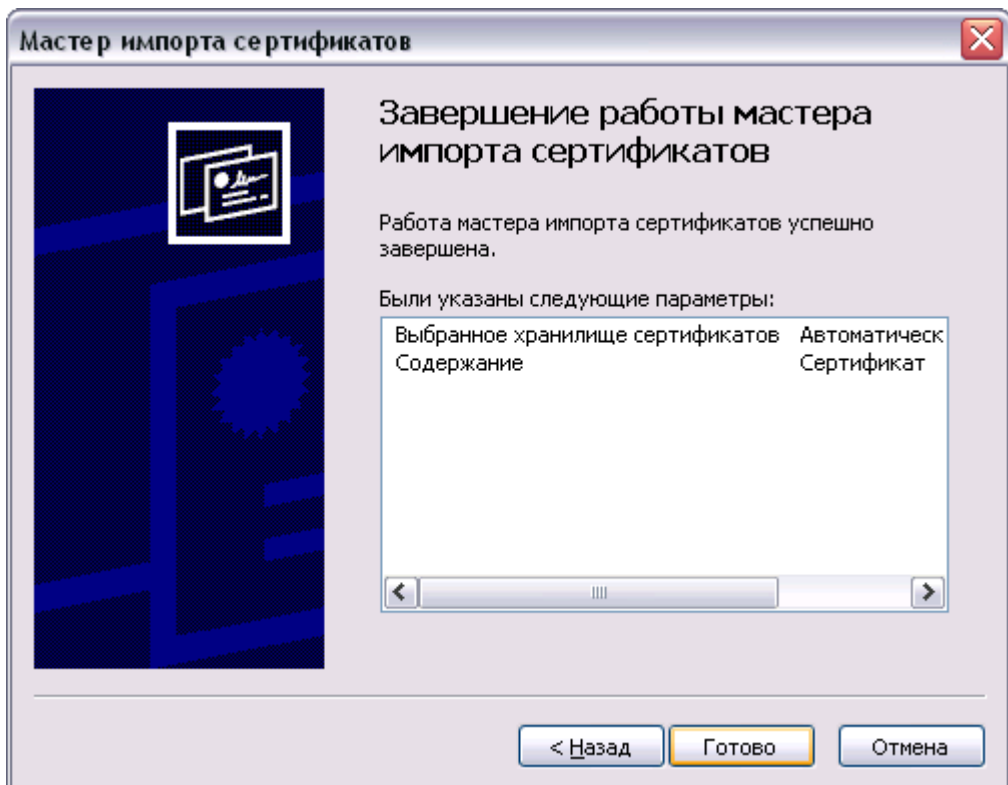 Мастер импорта сертификатов
Завершение работы мастера
импорта сертификатов
Работа мастера импорта сертификатов успешно
завершена.
Были указаны следующие параметры:
Выбранное хранилище сертификатов Автоматическ
Содержание Сертификат
< Назад Готово Отмена